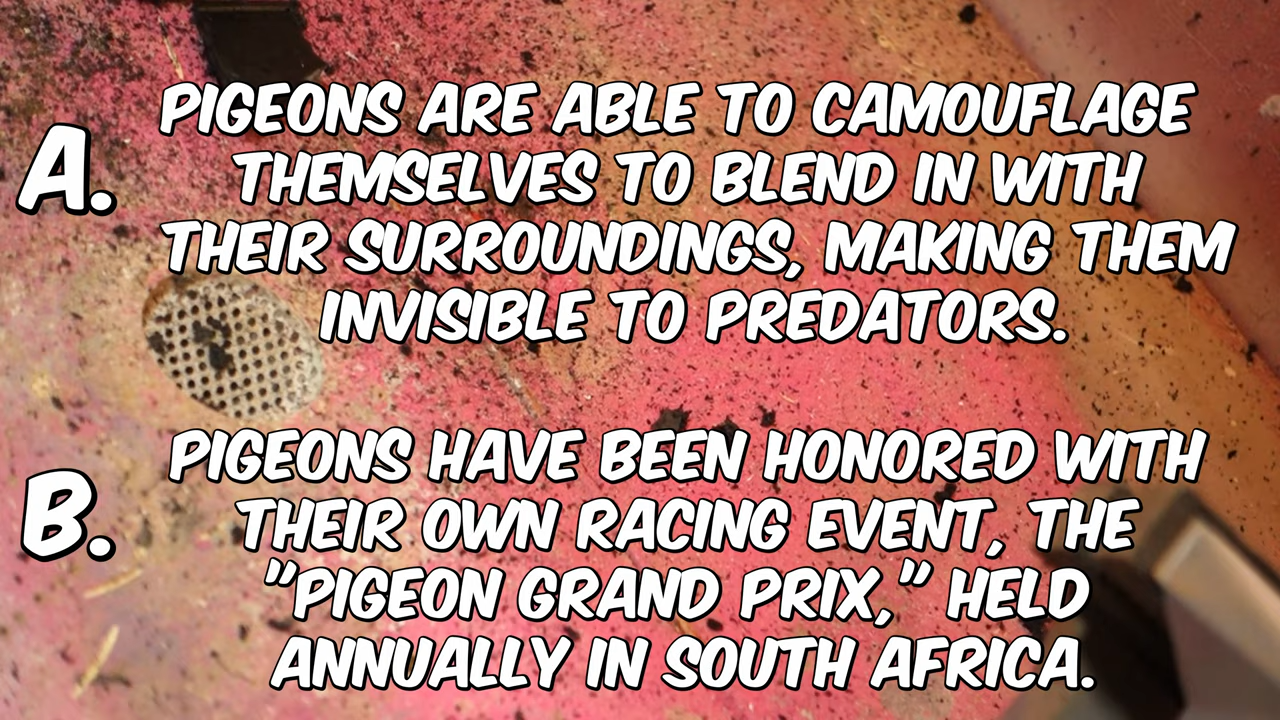 A. PIGEONS ARE ABLE TO CAMOUFLAGE
THEMSELVES TO BLEND IN WITH
THEIR SURROUNDINGS, MAKING THEM
INVISIBLE TO PREDATORS.
B. PIGEONS HAVE BEEN HONORED WITH
THEIR OWN RACING EVENT, THE
"PIGEON GRAND PRIX," HELD
ANNUALLY IN SOUTH AFRICA.